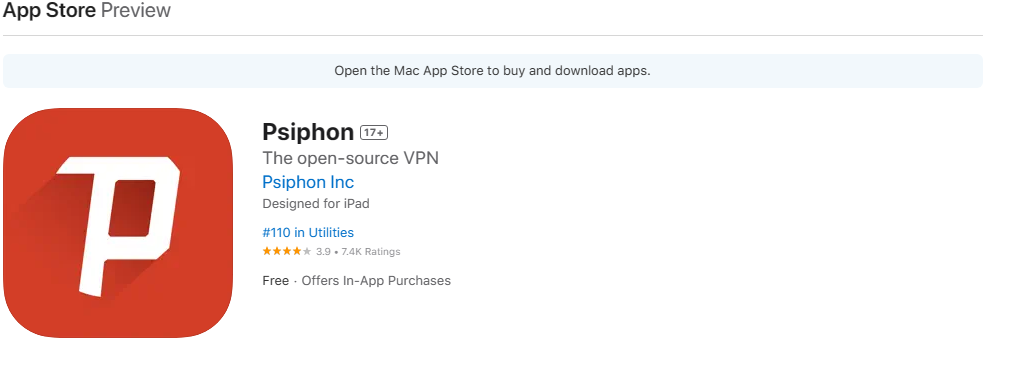 App Store Preview
Open the Mac App Store to buy and download apps.
Psiphon 17+
The open-source VPN
Psiphon Inc
Designed for iPad
#110 in Utilities
★★★★★ 3.9 • 7.4K Ratings
Free · Offers In-App Purchases